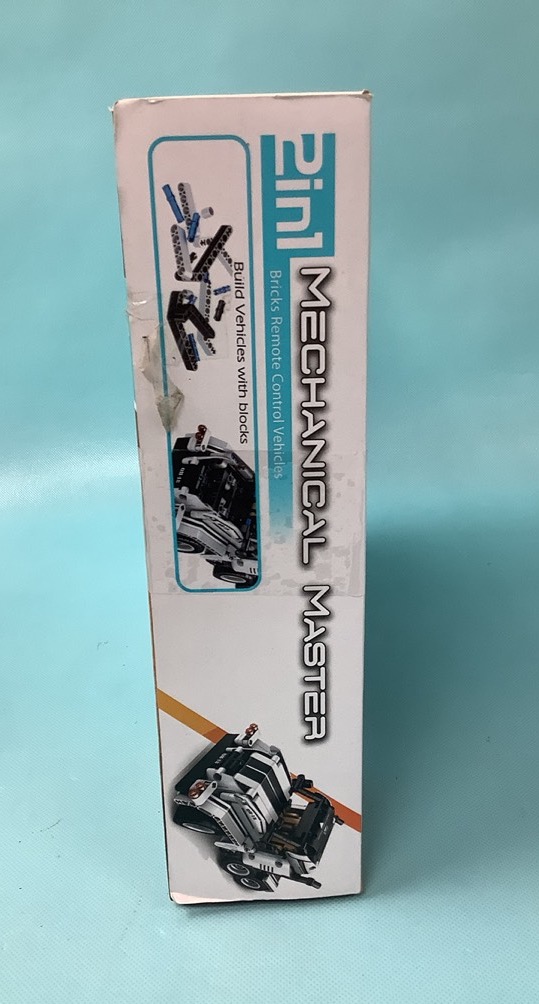 2in1
MECHANICAL MASTER
Bricks Remote Control Vehicles
Build Vehicles with blocks